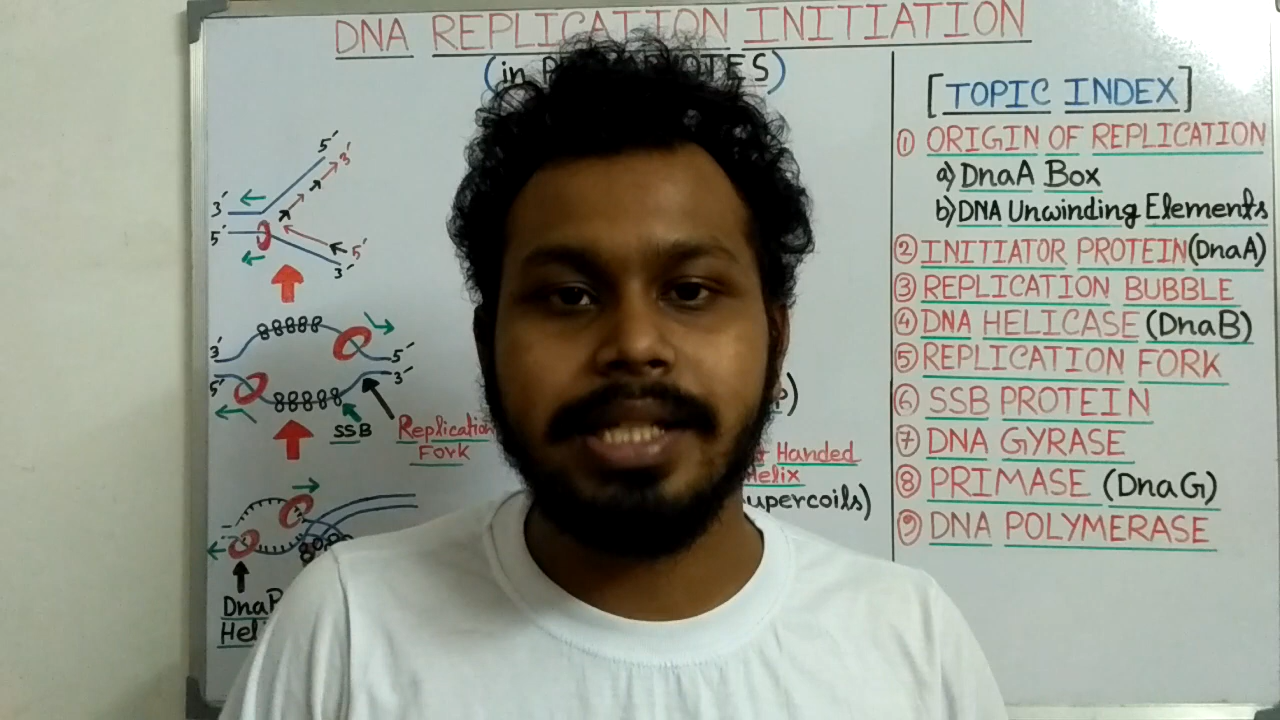 DNA REPLICATION INITIATION
(in
5′
3′
3′
5′
5′
3′
3′
5′
5′
3′
SSB
Replication
Fork
Handed
Helix
Supercoils)
[TOPIC INDEX]
① ORIGIN OF REPLICATION
a) DnaA Box
b) DNA Unwinding Elements
② INITIATOR PROTEIN (DnaA)
③ REPLICATION BUBBLE
④ DNA HELICASE (DnaB)
⑤ REPLICATION FORK
⑥ SSB PROTEIN
⑦ DNA GYRASE
⑧ PRIMASE (DnaG)
⑨ DNA POLYMERASE